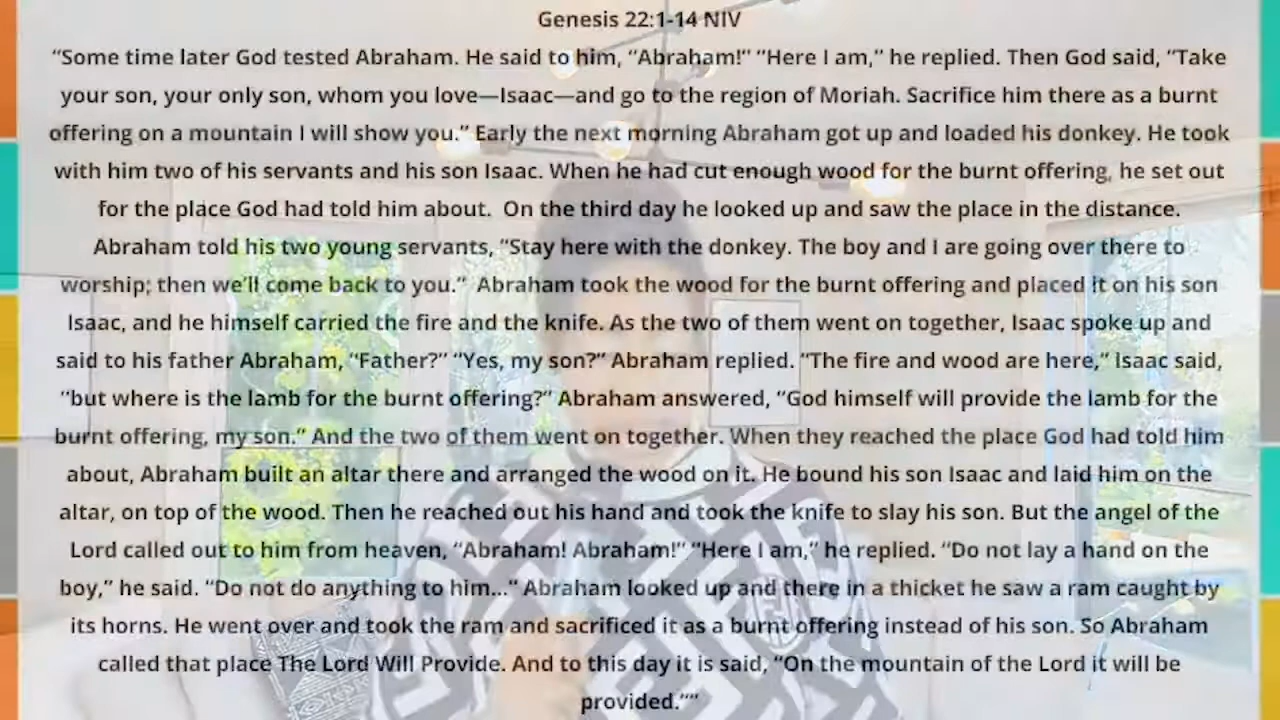 Genesis 22:1-14 NIV
“Some time later God tested Abraham. He said to him, “Abraham!” “Here I am,” he replied. Then God said, “Take
your son, your only son, whom you love—Isaac—and go to the region of Moriah. Sacrifice him there as a burnt
offering on a mountain I will show you.” Early the next morning Abraham got up and loaded his donkey. He took
with him two of his servants and his son Isaac. When he had cut enough wood for the burnt offering, he set out
for the place God had told him about. On the third day he looked up and saw the place in the distance.
Abraham told his two young servants, “Stay here with the donkey. The boy and I are going over there to
worship; then we’ll come back to you.” Abraham took the wood for the burnt offering and placed it on his son
Isaac, and he himself carried the fire and the knife. As the two of them went on together, Isaac spoke up and
said to his father Abraham, “Father?” “Yes, my son?” Abraham replied. “The fire and wood are here,” Isaac said,
“but where is the lamb for the burnt offering?” Abraham answered, “God himself will provide the lamb for the
burnt offering, my son.” And the two of them went on together. When they reached the place God had told him
about, Abraham built an altar there and arranged the wood on it. He bound his son Isaac and laid him on the
altar, on top of the wood. Then he reached out his hand and took the knife to slay his son. But the angel of the
Lord called out to him from heaven, “Abraham! Abraham!” “Here I am,” he replied. “Do not lay a hand on the
boy,” he said. “Do not do anything to him...” Abraham looked up and there in a thicket he saw a ram caught by
its horns. He went over and took the ram and sacrificed it as a burnt offering instead of his son. So Abraham
called that place The Lord Will Provide. And to this day it is said, “On the mountain of the Lord it will be
provided.””